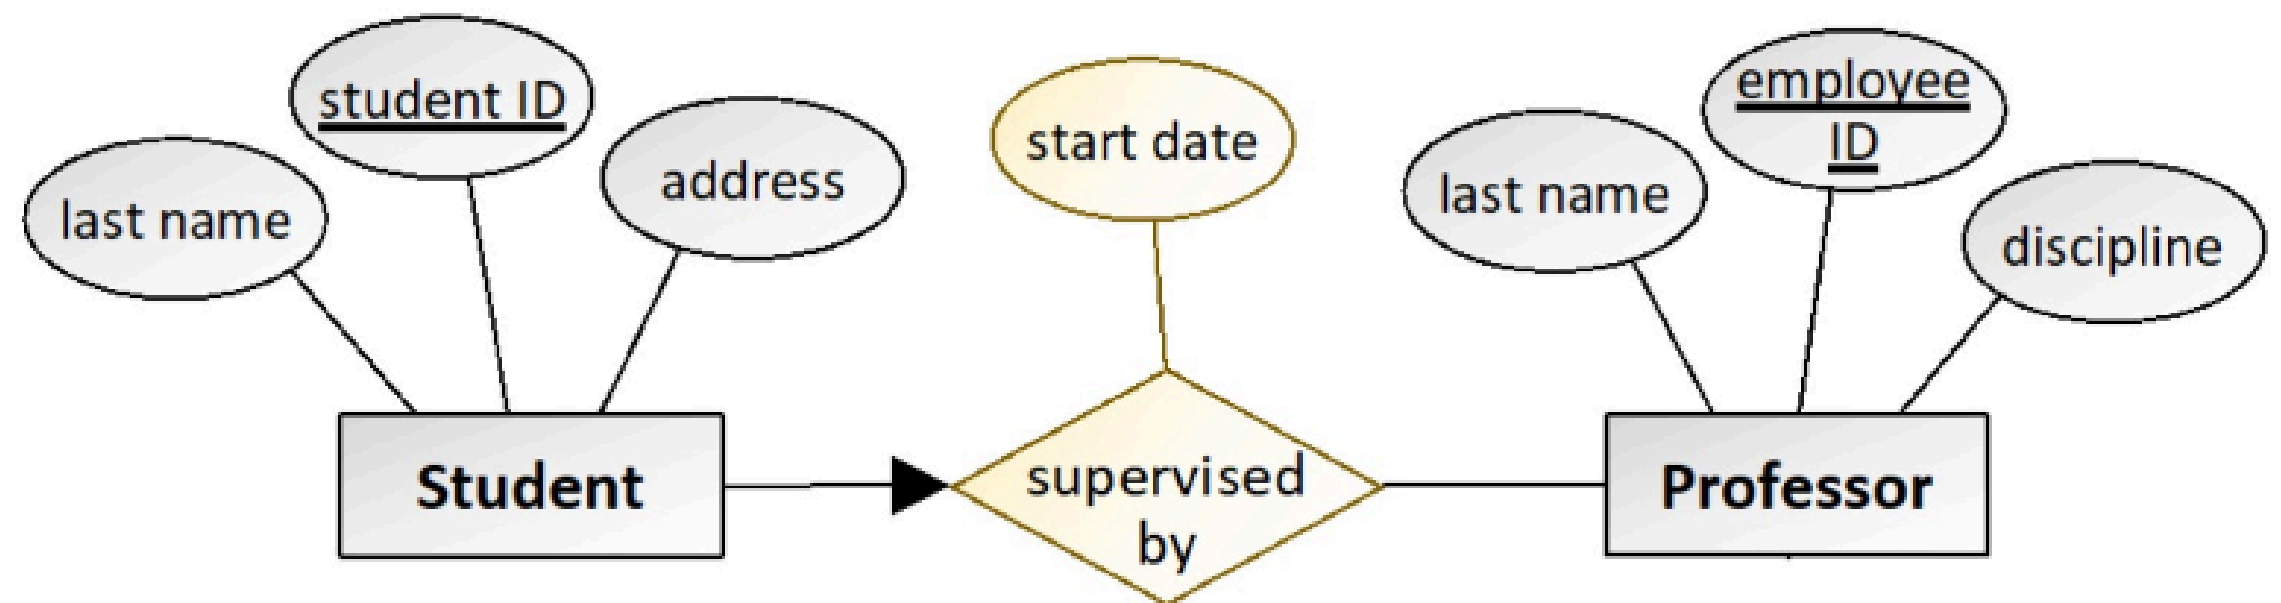 last name
student ID
address
start date
last name
employee
ID
discipline
Student
supervised
by
Professor